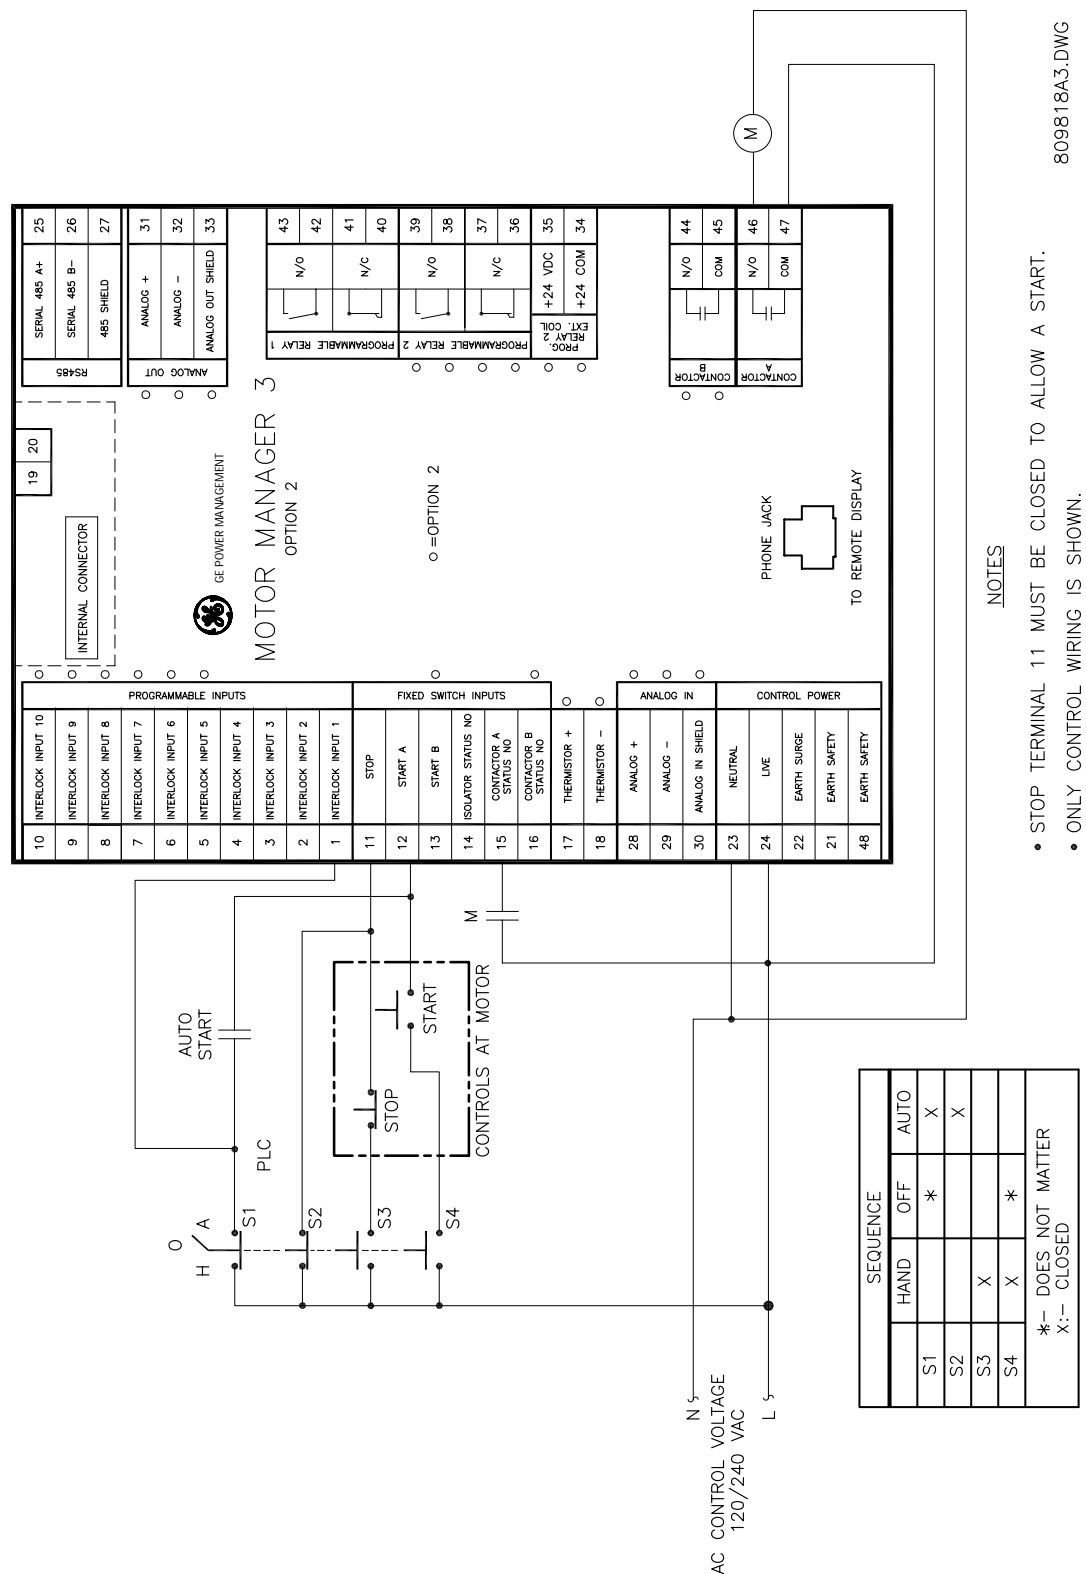 809818A3.DWG
RS485
SERIAL 485 A+ 25
SERIAL 485 B− 26
485 SHIELD 27
ANALOG OUT
ANALOG + 31
ANALOG − 32
ANALOG OUT SHIELD 33
PROGRAMMABLE RELAY 1
N/O 43
42
N/C 41
40
PROGRAMMABLE RELAY 2
N/O 39
38
N/C 37
36
PROG.
RELAY 2
EXT. COIL
+24 VDC 35
+24 COM 34
CONTACTOR
B
N/O 44
COM 45
CONTACTOR
A
N/O 46
COM 47
M
19 20
INTERNAL CONNECTOR
GE POWER MANAGEMENT
MOTOR MANAGER 3
OPTION 2
○ =OPTION 2
PHONE JACK
TO REMOTE DISPLAY
PROGRAMMABLE INPUTS
10 INTERLOCK INPUT 10
9 INTERLOCK INPUT 9
8 INTERLOCK INPUT 8
7 INTERLOCK INPUT 7
6 INTERLOCK INPUT 6
5 INTERLOCK INPUT 5
4 INTERLOCK INPUT 4
3 INTERLOCK INPUT 3
2 INTERLOCK INPUT 2
1 INTERLOCK INPUT 1
FIXED SWITCH INPUTS
11 STOP
12 START A
13 START B
14 ISOLATOR STATUS NO
15 CONTACTOR A
STATUS NO
16 CONTACTOR B
STATUS NO
17 THERMISTOR +
18 THERMISTOR −
ANALOG IN
28 ANALOG +
29 ANALOG −
30 ANALOG IN SHIELD
CONTROL POWER
23 NEUTRAL
24 LIVE
22 EARTH SURGE
21 EARTH SAFETY
48 EARTH SAFETY
M
AUTO
START
PLC
STOP
START
CONTROLS AT MOTOR
H O A
S1
S2
S3
S4
N
L
AC CONTROL VOLTAGE
120/240 VAC
SEQUENCE
HAND OFF AUTO
S1 * X
S2 X
S3 X
S4 X *
*− DOES NOT MATTER
X:− CLOSED
NOTES
• STOP TERMINAL 11 MUST BE CLOSED TO ALLOW A START.
• ONLY CONTROL WIRING IS SHOWN.